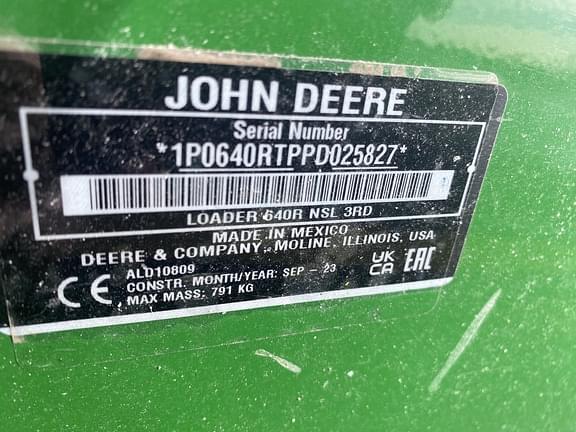 JOHN DEERE
Serial Number
*1P0640RTPPD025827*
LOADER 640R NSL 3RD
MADE IN MEXICO
DEERE & COMPANY, MOLINE, ILLINOIS, USA
ALD10809
CONSTR. MONTH/YEAR: SEP - 23
MAX MASS: 791 KG
CE
UK CA
EAC